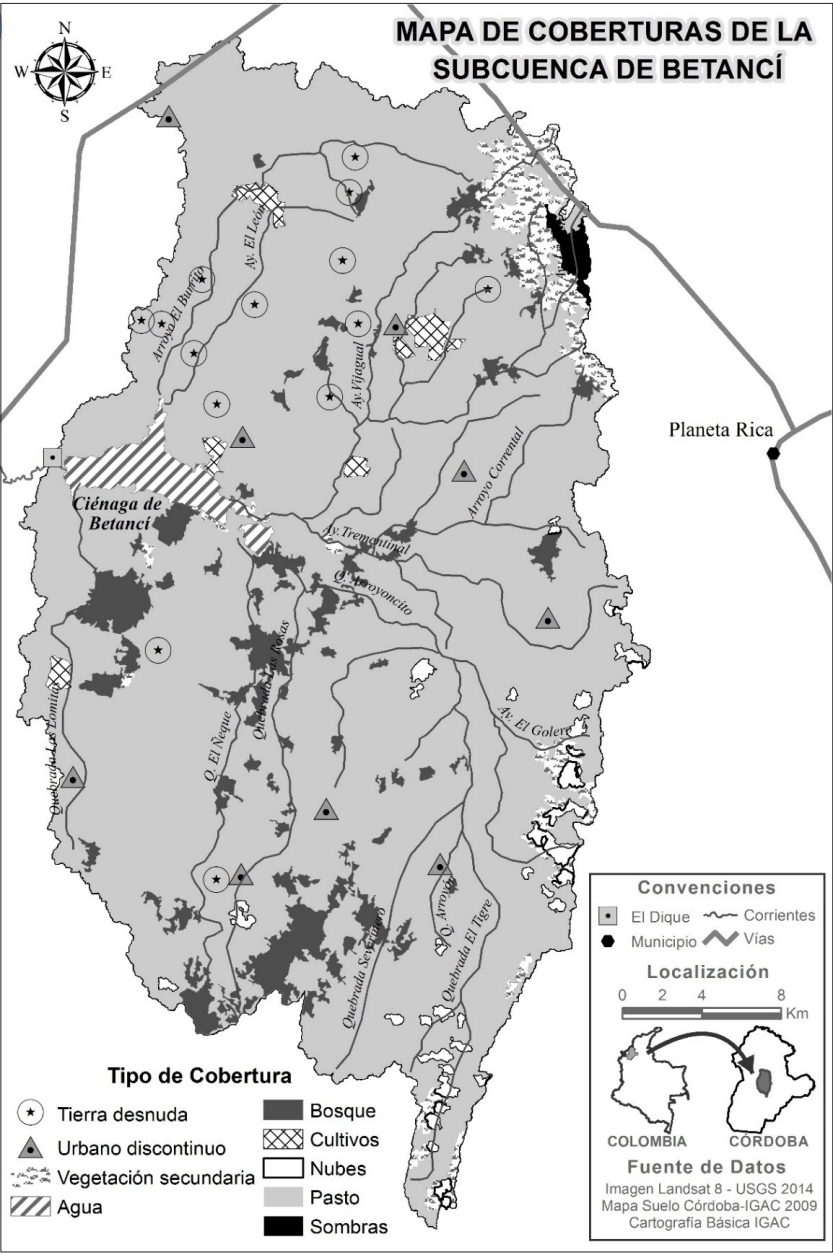 MAPA DE COBERTURAS DE LA
SUBCUENCA DE BETANCÍ
N
W
E
S
Ay. El León
Arroyo El Burrito
Ay.Vijagual
Planeta Rica
Arroyo Corrental
Ciénaga de
Betancí
Ay.Trementinal
Q. Arroyoncito
Quebrada Las Rosas
Q. El Ñeque
Quebrada Las Lomitas
Ay. El Golero
Q. Arroyón
Quebrada El Tigre
Quebrada Severinero
Convenciones
El Dique
Corrientes
Municipio
Vías
Localización
0 2 4 8
Km
COLOMBIA
CÓRDOBA
Fuente de Datos
Imagen Landsat 8 - USGS 2014
Mapa Suelo Córdoba-IGAC 2009
Cartografía Básica IGAC
Tipo de Cobertura
Tierra desnuda
Urbano discontinuo
Vegetación secundaria
Agua
Bosque
Cultivos
Nubes
Pasto
Sombras